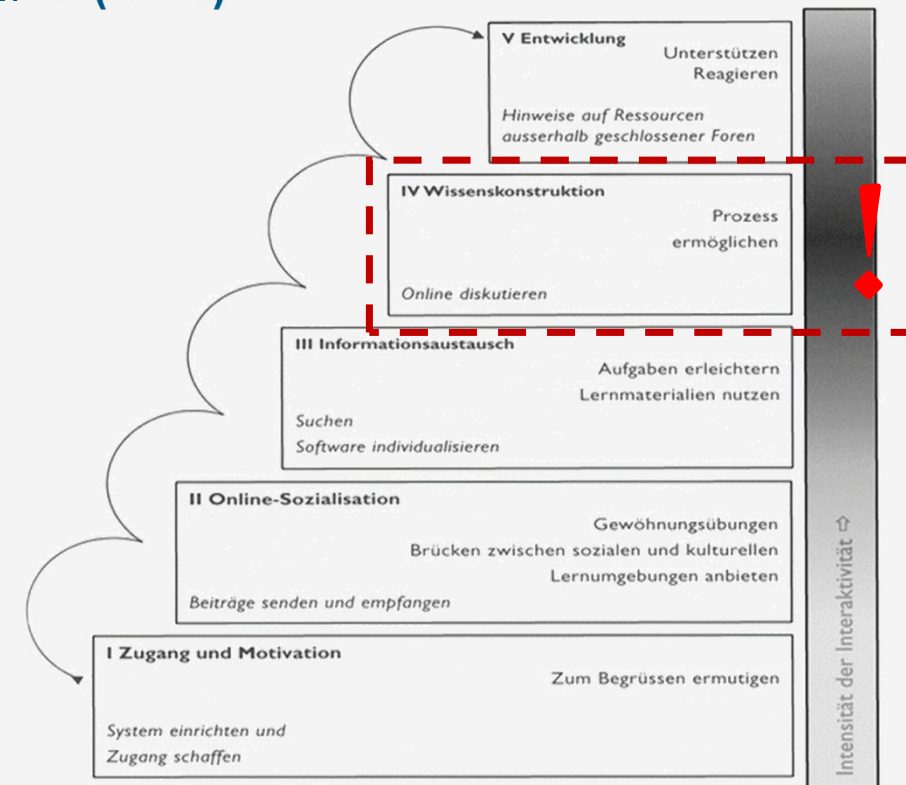 V Entwicklung
Unterstützen
Reagieren
Hinweise auf Ressourcen
ausserhalb geschlossener Foren
IV Wissenskonstruktion
Prozess
ermöglichen
Online diskutieren
!
III Informationsaustausch
Aufgaben erleichtern
Lernmaterialien nutzen
Suchen
Software individualisieren
II Online-Sozialisation
Gewöhnungsübungen
Brücken zwischen sozialen und kulturellen
Lernumgebungen anbieten
Beiträge senden und empfangen
I Zugang und Motivation
Zum Begrüssen ermutigen
System einrichten und
Zugang schaffen
Intensität der Interaktivität ⇨